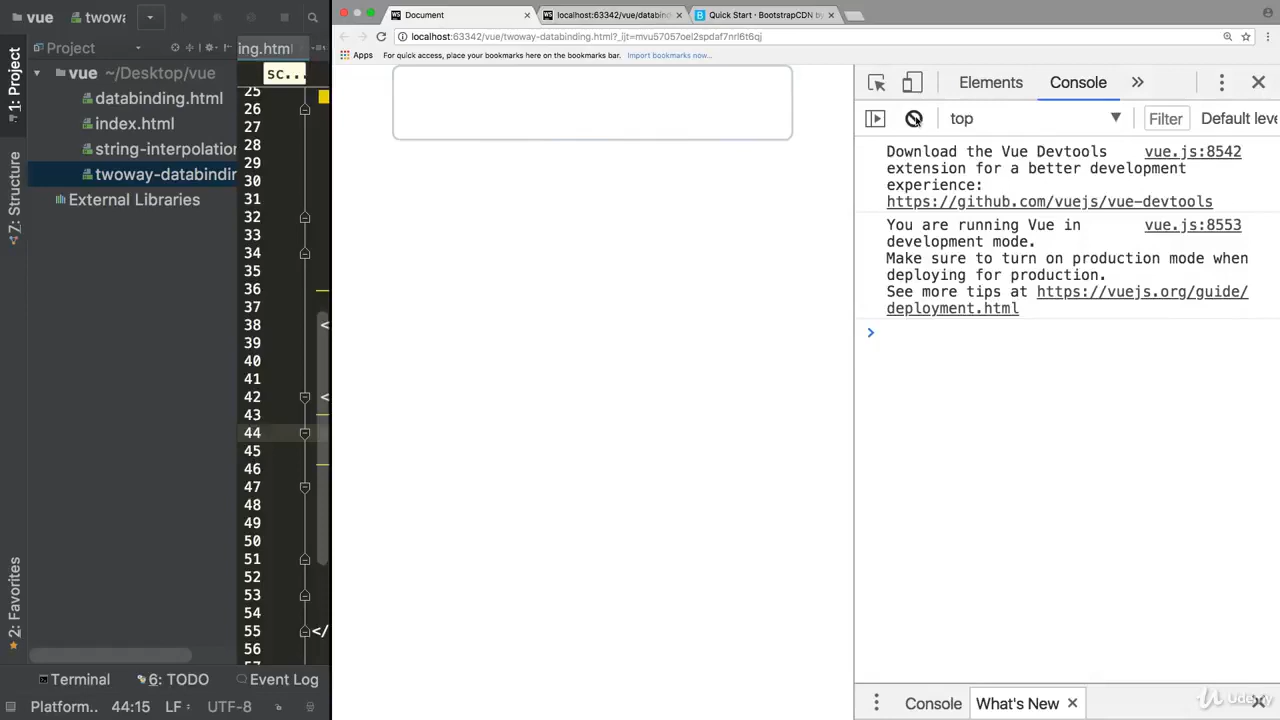 vue
twowa
Document
localhost:63342/vue/databind
Quick Start · BootstrapCDN by
localhost:63342/vue/twoway-databinding.html?_ijt=mvu57057oel2spdaf7nrl6t6qj
Apps
For quick access, place your bookmarks here on the bookmarks bar.
Import bookmarks now...
1: Project
Z: Structure
2: Favorites
Project
ing.html
vue ~/Desktop/vue
databinding.html
index.html
string-interpolation
twoway-databindin
External Libraries
sc...
25
26
27
28
29
30
31
32
33
34
35
36
37
38 <
39
40
41
42 <
43
44
45
46
47
48
49
50
51
52
53
54
55 </
56
Elements
Console
»
top
Filter
Default leve
Download the Vue Devtools vue.js:8542
extension for a better development
experience:
https://github.com/vuejs/vue-devtools
You are running Vue in vue.js:8553
development mode.
Make sure to turn on production mode when
deploying for production.
See more tips at https://vuejs.org/guide/
deployment.html
>
Terminal
6: TODO
Event Log
Platform..
44:15
LF
UTF-8
Console
What's New
Udemy